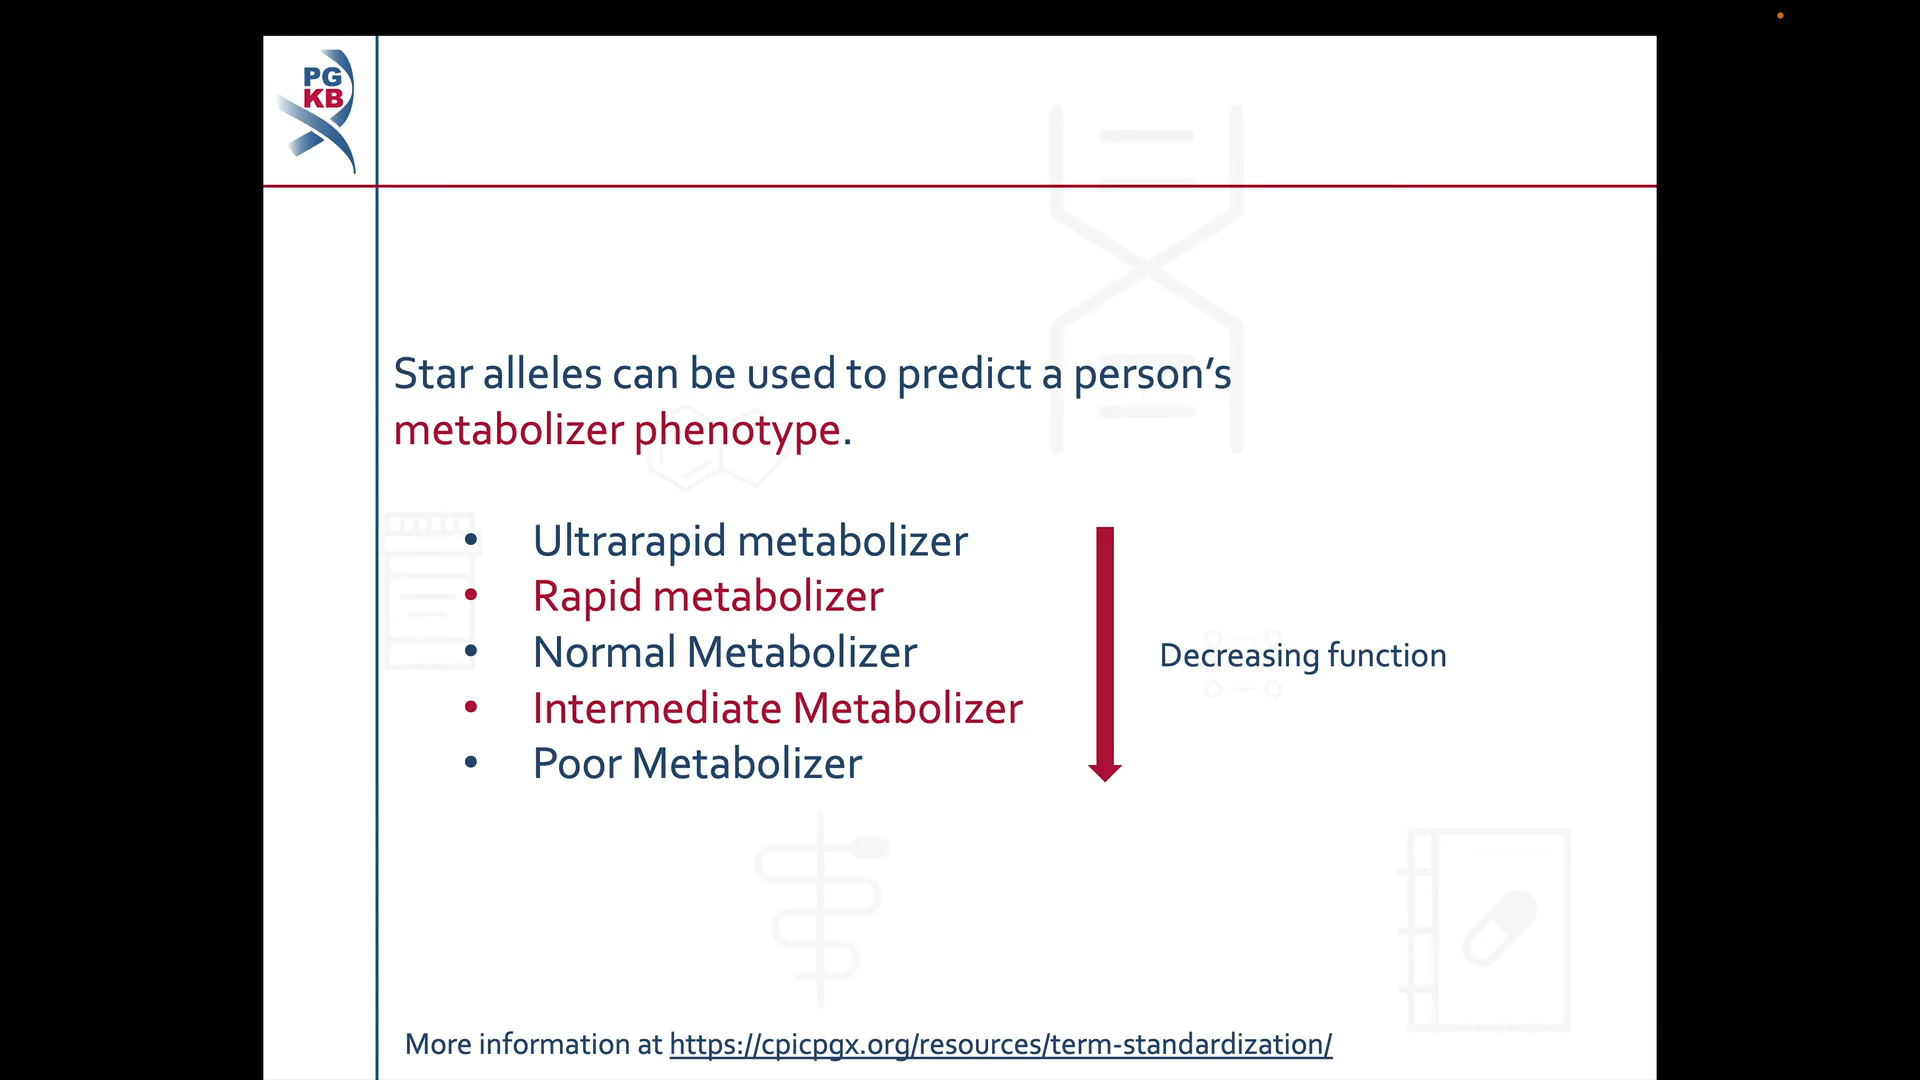 PG
KB
Star alleles can be used to predict a person’s
metabolizer phenotype.
• Ultrarapid metabolizer
• Rapid metabolizer
• Normal Metabolizer
• Intermediate Metabolizer
• Poor Metabolizer
Decreasing function
More information at https://cpicpgx.org/resources/term-standardization/